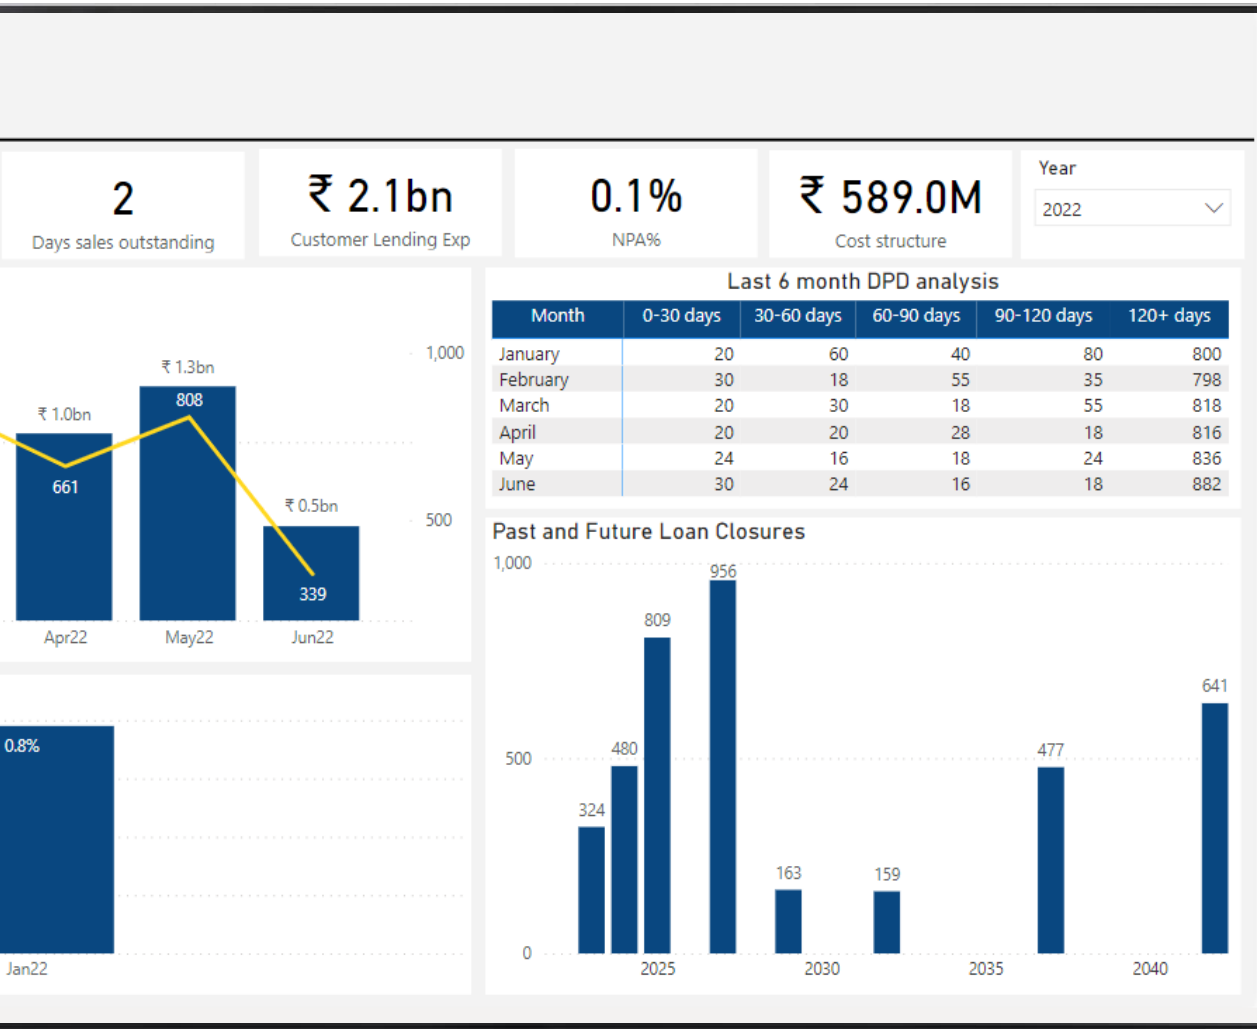 2
Days sales outstanding
₹ 2.1bn
Customer Lending Exp
0.1%
NPA%
₹ 589.0M
Cost structure
Year
2022
₹ 1.0bn
₹ 1.3bn
₹ 0.5bn
661
808
339
1,000
500
Apr22 May22 Jun22
0.8%
Jan22
Last 6 month DPD analysis
Month 0-30 days 30-60 days 60-90 days 90-120 days 120+ days
January 20 60 40 80 800
February 30 18 55 35 798
March 20 30 18 55 818
April 20 20 28 18 816
May 24 16 18 24 836
June 30 24 16 18 882
Past and Future Loan Closures
1,000
500
0
324
480
809
956
163
159
477
641
2025 2030 2035 2040